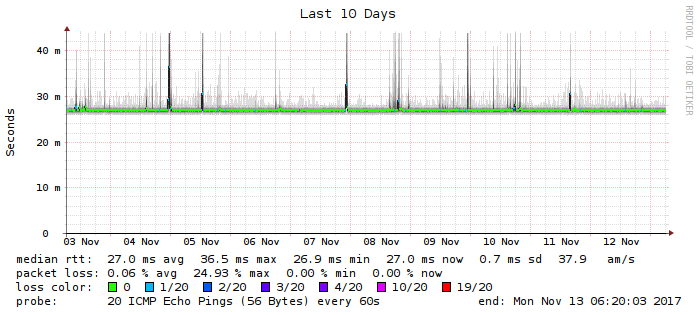 Last 10 Days
RRDTOOL / TOBI OETIKER
Seconds
40 m
30 m
20 m
10 m
0
03 Nov 04 Nov 05 Nov 06 Nov 07 Nov 08 Nov 09 Nov 10 Nov 11 Nov 12 Nov
median rtt: 27.0 ms avg 36.5 ms max 26.9 ms min 27.0 ms now 0.7 ms sd 37.9 am/s
packet loss: 0.06 % avg 24.93 % max 0.00 % min 0.00 % now
loss color: 0 1/20 2/20 3/20 4/20 10/20 19/20
probe: 20 ICMP Echo Pings (56 Bytes) every 60s end: Mon Nov 13 06:20:03 2017